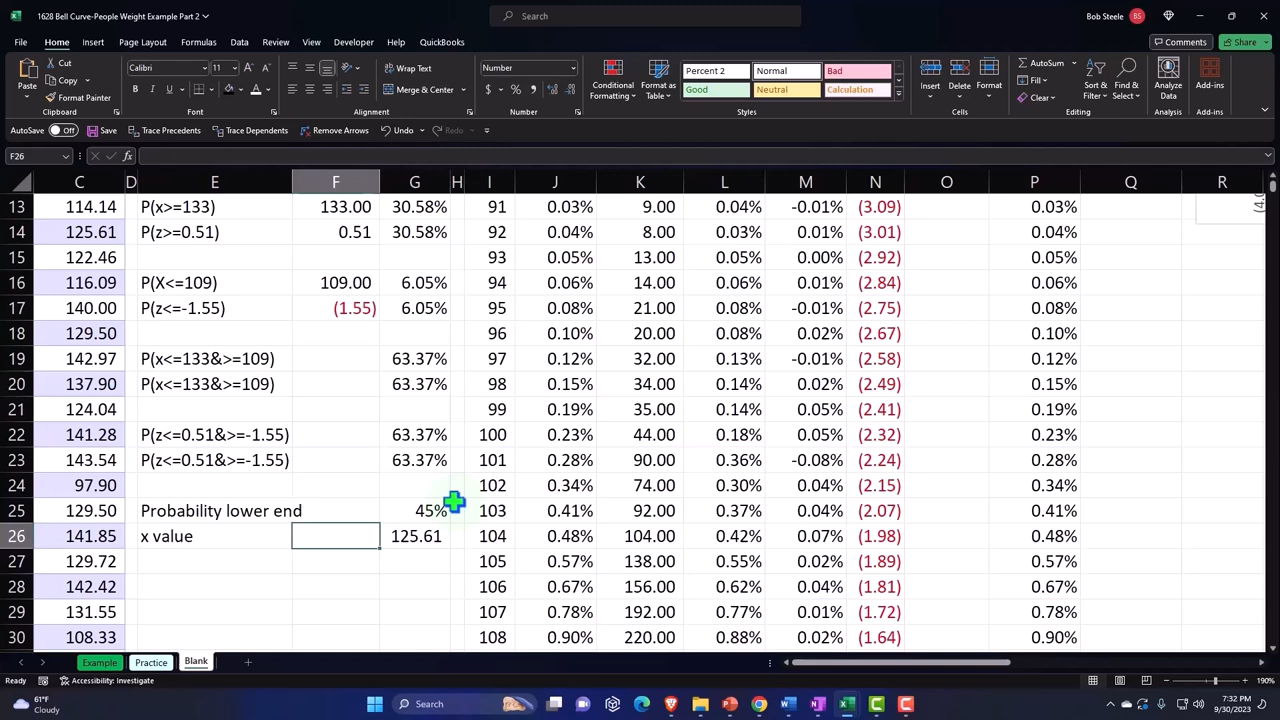 1628 Bell Curve-People Weight Example Part 2
Search
Bob Steele BS
File Home Insert Page Layout Formulas Data Review View Developer Help QuickBooks Comments Share
Paste Cut Copy Format Painter
Calibri 11 Wrap Text Merge & Center Number
Conditional Formatting Format as Table
Percent 2 Normal Bad
Good Neutral Calculation
Insert Delete Format
AutoSum Fill Clear Sort & Filter Find & Select Analyze Data Add-ins
Clipboard Font Alignment Number Styles Cells Editing Analysis Add-ins
AutoSave Off Save Trace Precedents Trace Dependents Remove Arrows Undo Redo
F26 fx
C D E F G H I J K L M N O P Q R
13 114.14 P(x>=133) 133.00 30.58% 91 0.03% 9.00 0.04% -0.01% (3.09) 0.03% (4.0
14 125.61 P(z>=0.51) 0.51 30.58% 92 0.04% 8.00 0.03% 0.01% (3.01) 0.04%
15 122.46 93 0.05% 13.00 0.05% 0.00% (2.92) 0.05%
16 116.09 P(X<=109) 109.00 6.05% 94 0.06% 14.00 0.06% 0.01% (2.84) 0.06%
17 140.00 P(z<=-1.55) (1.55) 6.05% 95 0.08% 21.00 0.08% -0.01% (2.75) 0.08%
18 129.50 96 0.10% 20.00 0.08% 0.02% (2.67) 0.10%
19 142.97 P(x<=133&>=109) 63.37% 97 0.12% 32.00 0.13% -0.01% (2.58) 0.12%
20 137.90 P(x<=133&>=109) 63.37% 98 0.15% 34.00 0.14% 0.02% (2.49) 0.15%
21 124.04 99 0.19% 35.00 0.14% 0.05% (2.41) 0.19%
22 141.28 P(z<=0.51&>=-1.55) 63.37% 100 0.23% 44.00 0.18% 0.05% (2.32) 0.23%
23 143.54 P(z<=0.51&>=-1.55) 63.37% 101 0.28% 90.00 0.36% -0.08% (2.24) 0.28%
24 97.90 102 0.34% 74.00 0.30% 0.04% (2.15) 0.34%
25 129.50 Probability lower end 45% 103 0.41% 92.00 0.37% 0.04% (2.07) 0.41%
26 141.85 x value 125.61 104 0.48% 104.00 0.42% 0.07% (1.98) 0.48%
27 129.72 105 0.57% 138.00 0.55% 0.02% (1.89) 0.57%
28 142.42 106 0.67% 156.00 0.62% 0.04% (1.81) 0.67%
29 131.55 107 0.78% 192.00 0.77% 0.01% (1.72) 0.78%
30 108.33 108 0.90% 220.00 0.88% 0.02% (1.64) 0.90%
Example Practice Blank
Ready Accessibility: Investigate 190%
61°F
Cloudy
Search
7:32 PM
9/30/2023